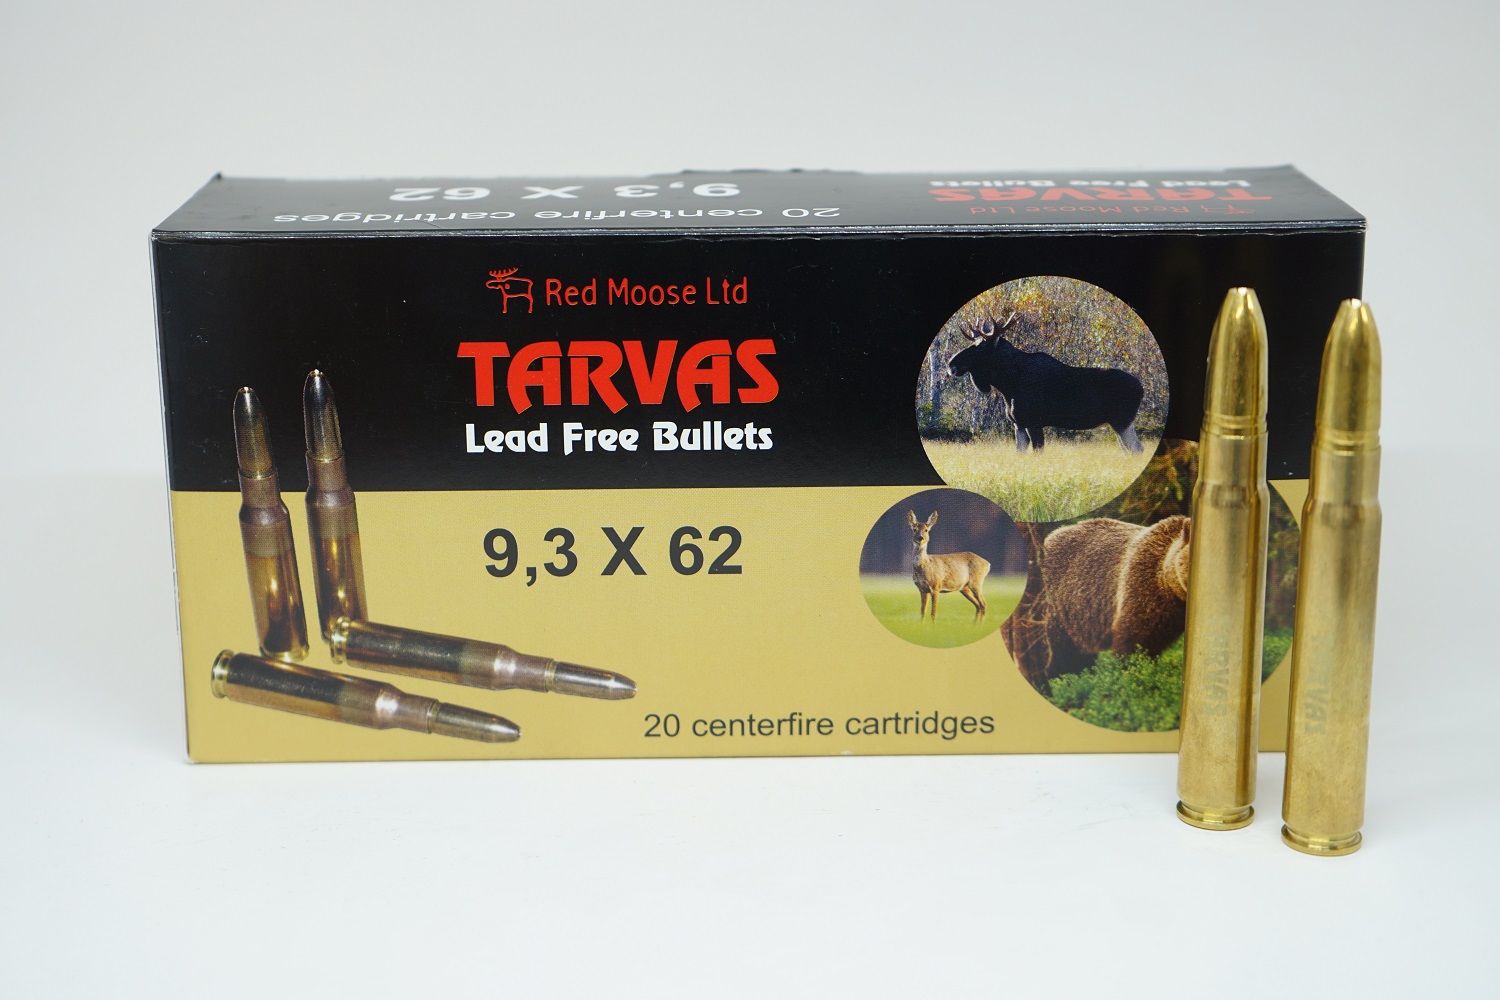 20 centerfire cartridges
9,3 X 62
Red Moose Ltd
TARVAS
Lead Free Bullets
Red Moose Ltd
TARVAS
Lead Free Bullets
9,3 X 62
20 centerfire cartridges
TARVAS
TARVAS